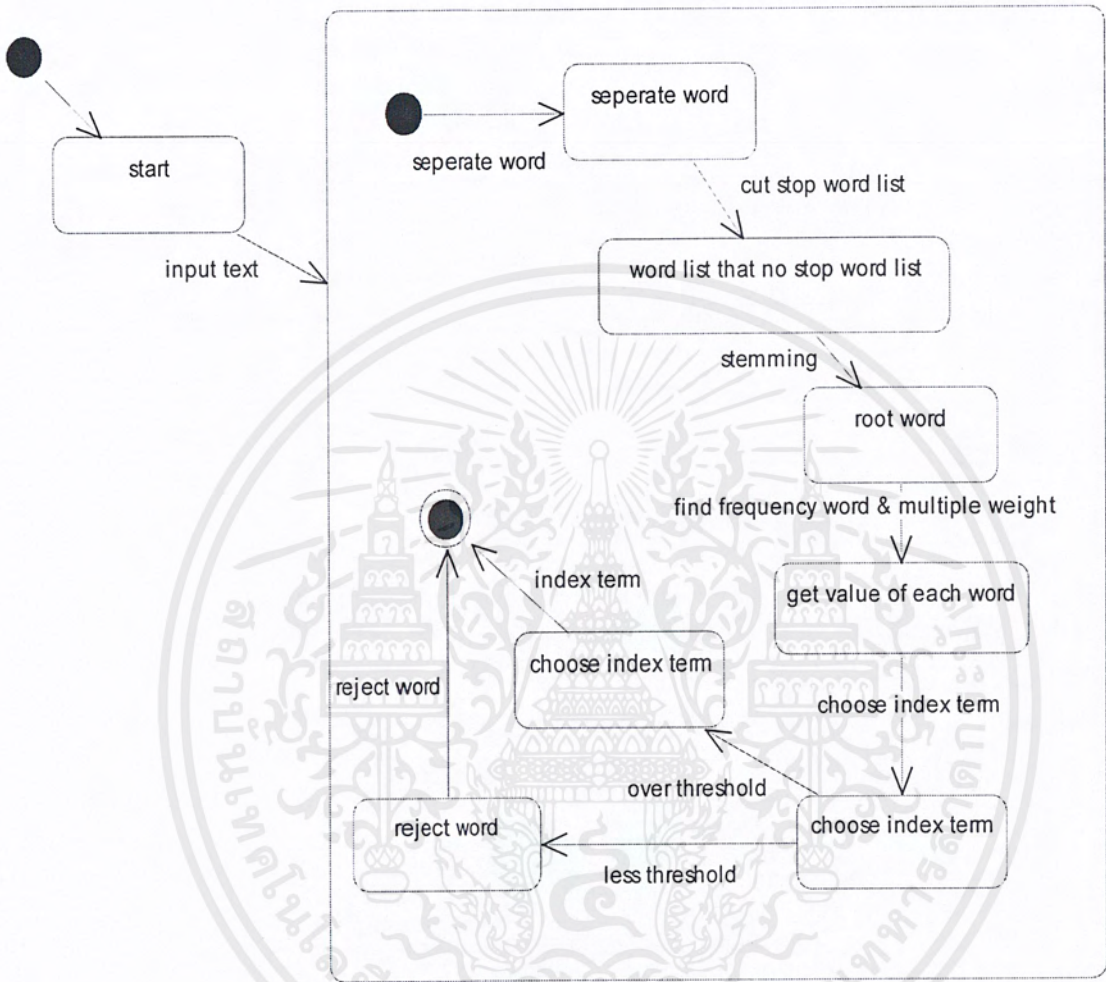 seperate word
start
seperate word
cut stop word list
input text
word list that no stop word list
stemming
root word
find frequency word & multiple weight
index term
get value of each word
choose index term
reject word
choose index term
over threshold
reject word
choose index term
less threshold